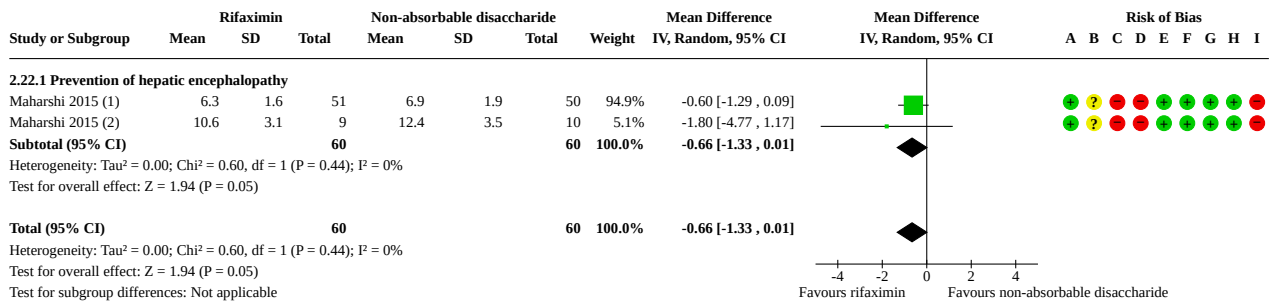 Rifaximin Non-absorbable disaccharide Mean Difference Mean Difference Risk of Bias
Study or Subgroup Mean SD Total Mean SD Total Weight IV, Random, 95% CI IV, Random, 95% CI A B C D E F G H I
2.22.1 Prevention of hepatic encephalopathy
Maharshi 2015 (1) 6.3 1.6 51 6.9 1.9 50 94.9% -0.60 [-1.29 , 0.09] + ? − − + + + + −
Maharshi 2015 (2) 10.6 3.1 9 12.4 3.5 10 5.1% -1.80 [-4.77 , 1.17] + ? − − + + + + −
Subtotal (95% CI) 60 60 100.0% -0.66 [-1.33 , 0.01]
Heterogeneity: Tau² = 0.00; Chi² = 0.60, df = 1 (P = 0.44); I² = 0%
Test for overall effect: Z = 1.94 (P = 0.05)
Total (95% CI) 60 60 100.0% -0.66 [-1.33 , 0.01]
Heterogeneity: Tau² = 0.00; Chi² = 0.60, df = 1 (P = 0.44); I² = 0%
Test for overall effect: Z = 1.94 (P = 0.05) -4 -2 0 2 4
Test for subgroup differences: Not applicable Favours rifaximin Favours non-absorbable disaccharide